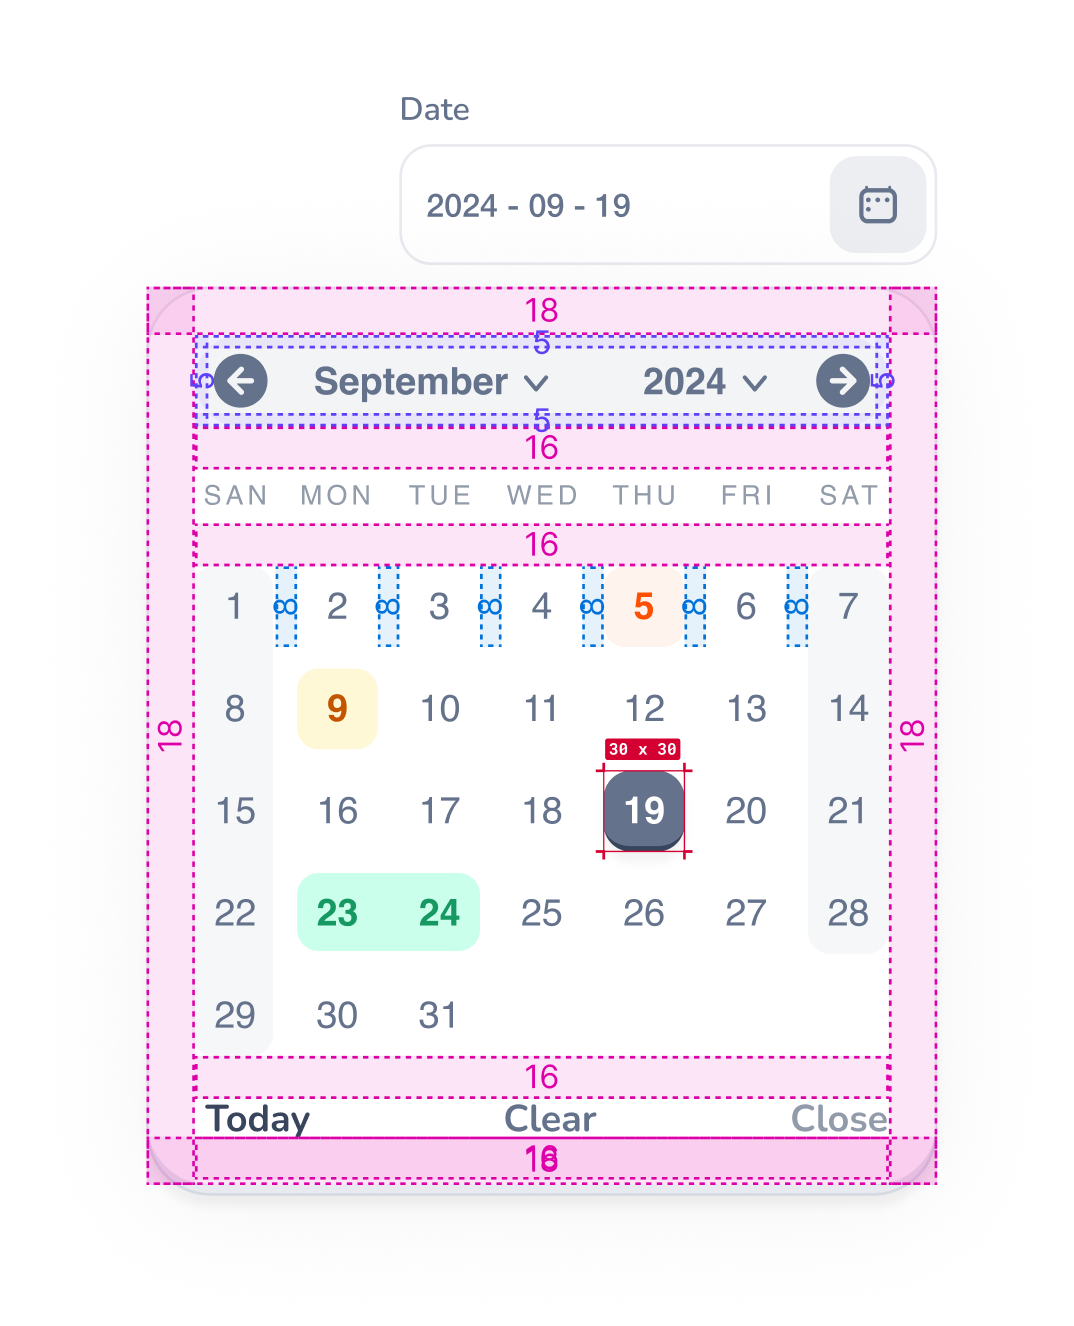 Date
2024 - 09 - 19
18
5
5 September 2024 5
5
16
SAN MON TUE WED THU FRI SAT
16
1 8 2 8 3 8 4 8 5 8 6 8 7
8 9 10 11 12 13 14
30 x 30
18 18
15 16 17 18 19 20 21
22 23 24 25 26 27 28
29 30 31
16
Today Clear Close